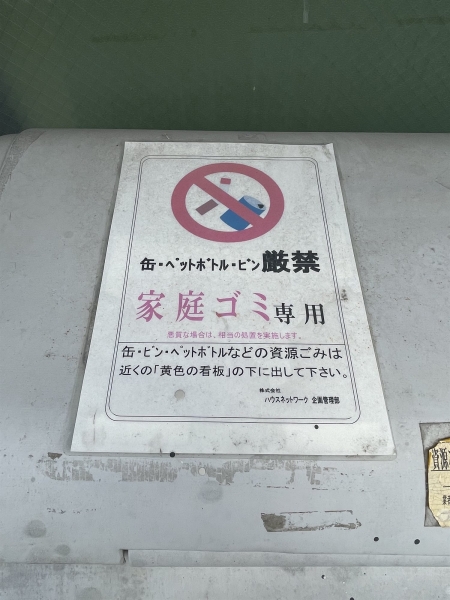 缶・ペットボトル・ビン厳禁
家庭ゴミ専用
悪質な場合は、相当の処置を実施します。
缶・ビン・ペットボトルなどの資源ごみは
近くの「黄色の看板」の下に出して下さい。
株式会社
ハウスネットワーク 企画管理部
資源